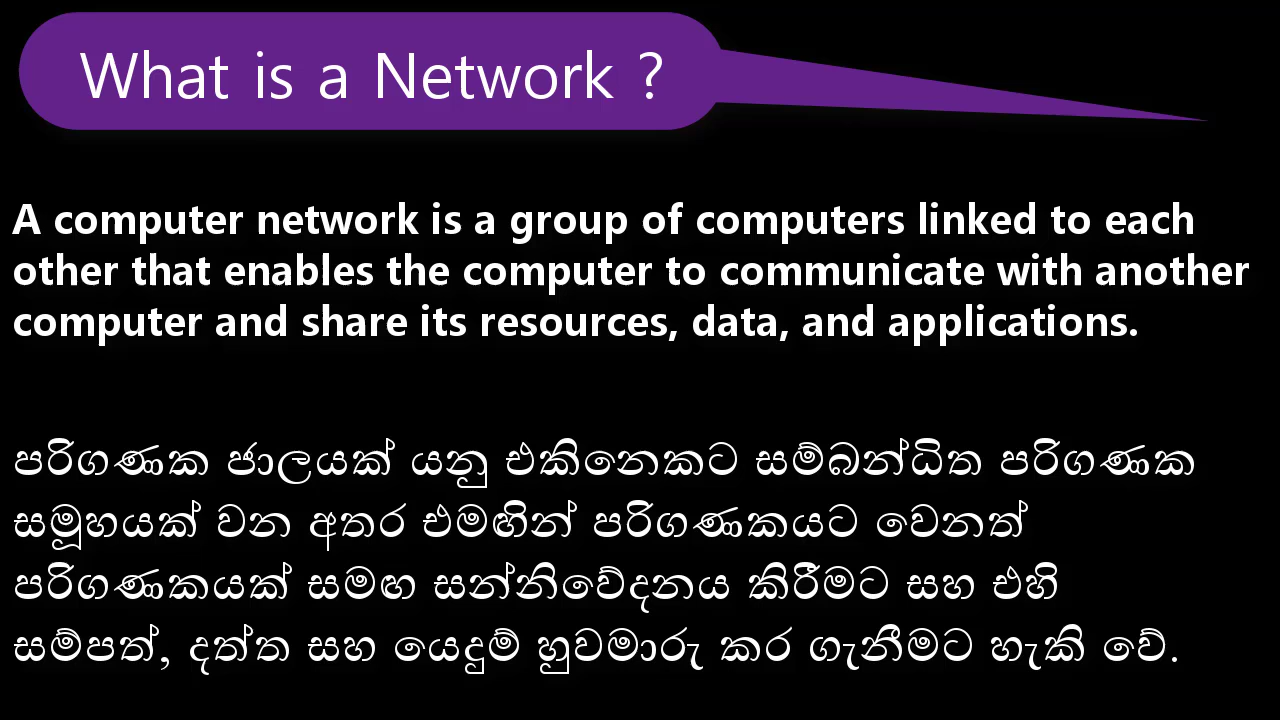 What is a Network ?
A computer network is a group of computers linked to each
other that enables the computer to communicate with another
computer and share its resources, data, and applications.
පරිගණක ජාලයක් යනු එකිනෙකට සම්බන්ධිත පරිගණක
සමූහයක් වන අතර එමඟින් පරිගණකයට වෙනත්
පරිගණකයක් සමඟ සන්නිවේදනය කිරීමට සහ එහි
සම්පත්, දත්ත සහ යෙදුම් හුවමාරු කර ගැනීමට හැකි වේ.